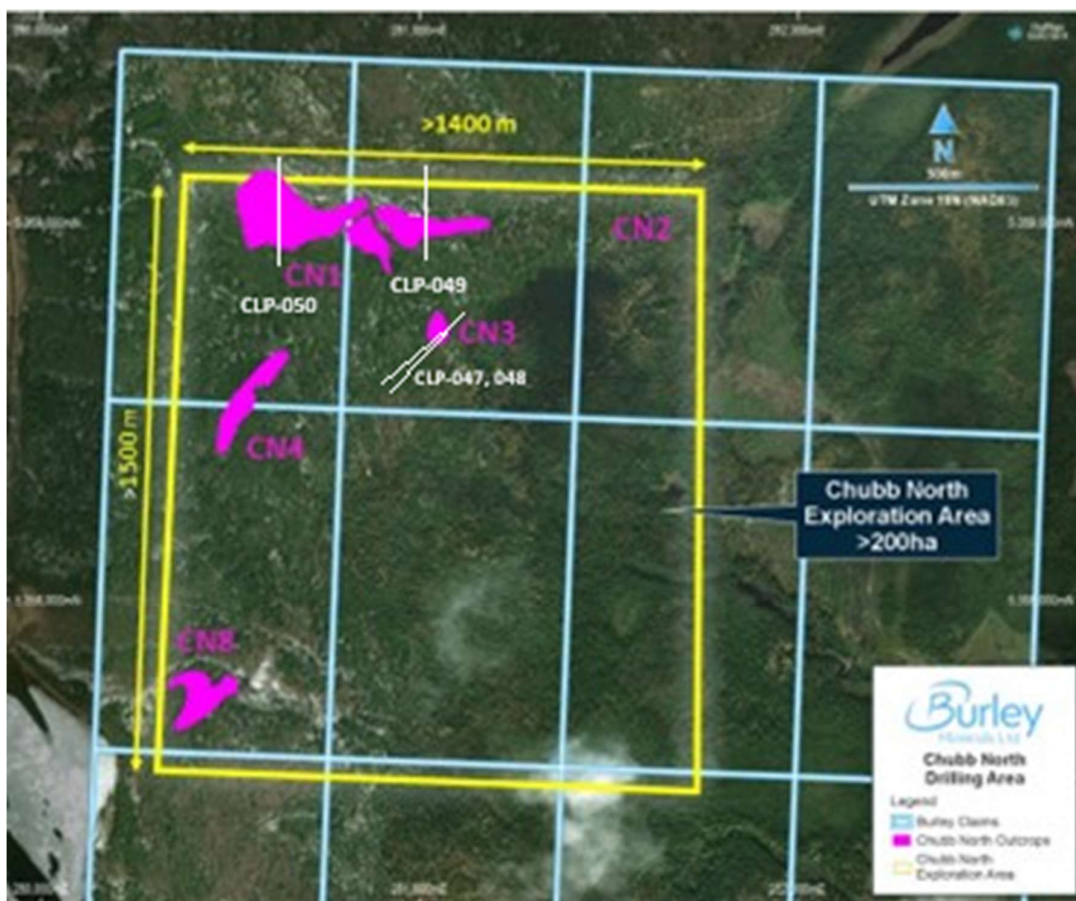 >1400 m
N
500m
UTM Zone 18N (NAD83)
CN2
CN1
CLP-049
CLP-050
CN3
CLP-047, 048
CN4
>1500 m
Chubb North
Exploration Area
>200ha
CN8
Burley
Minerals Ltd
Chubb North
Drilling Area
Legend
Burley Claims
Chubb North Outcrops
Chubb North
Exploration Area